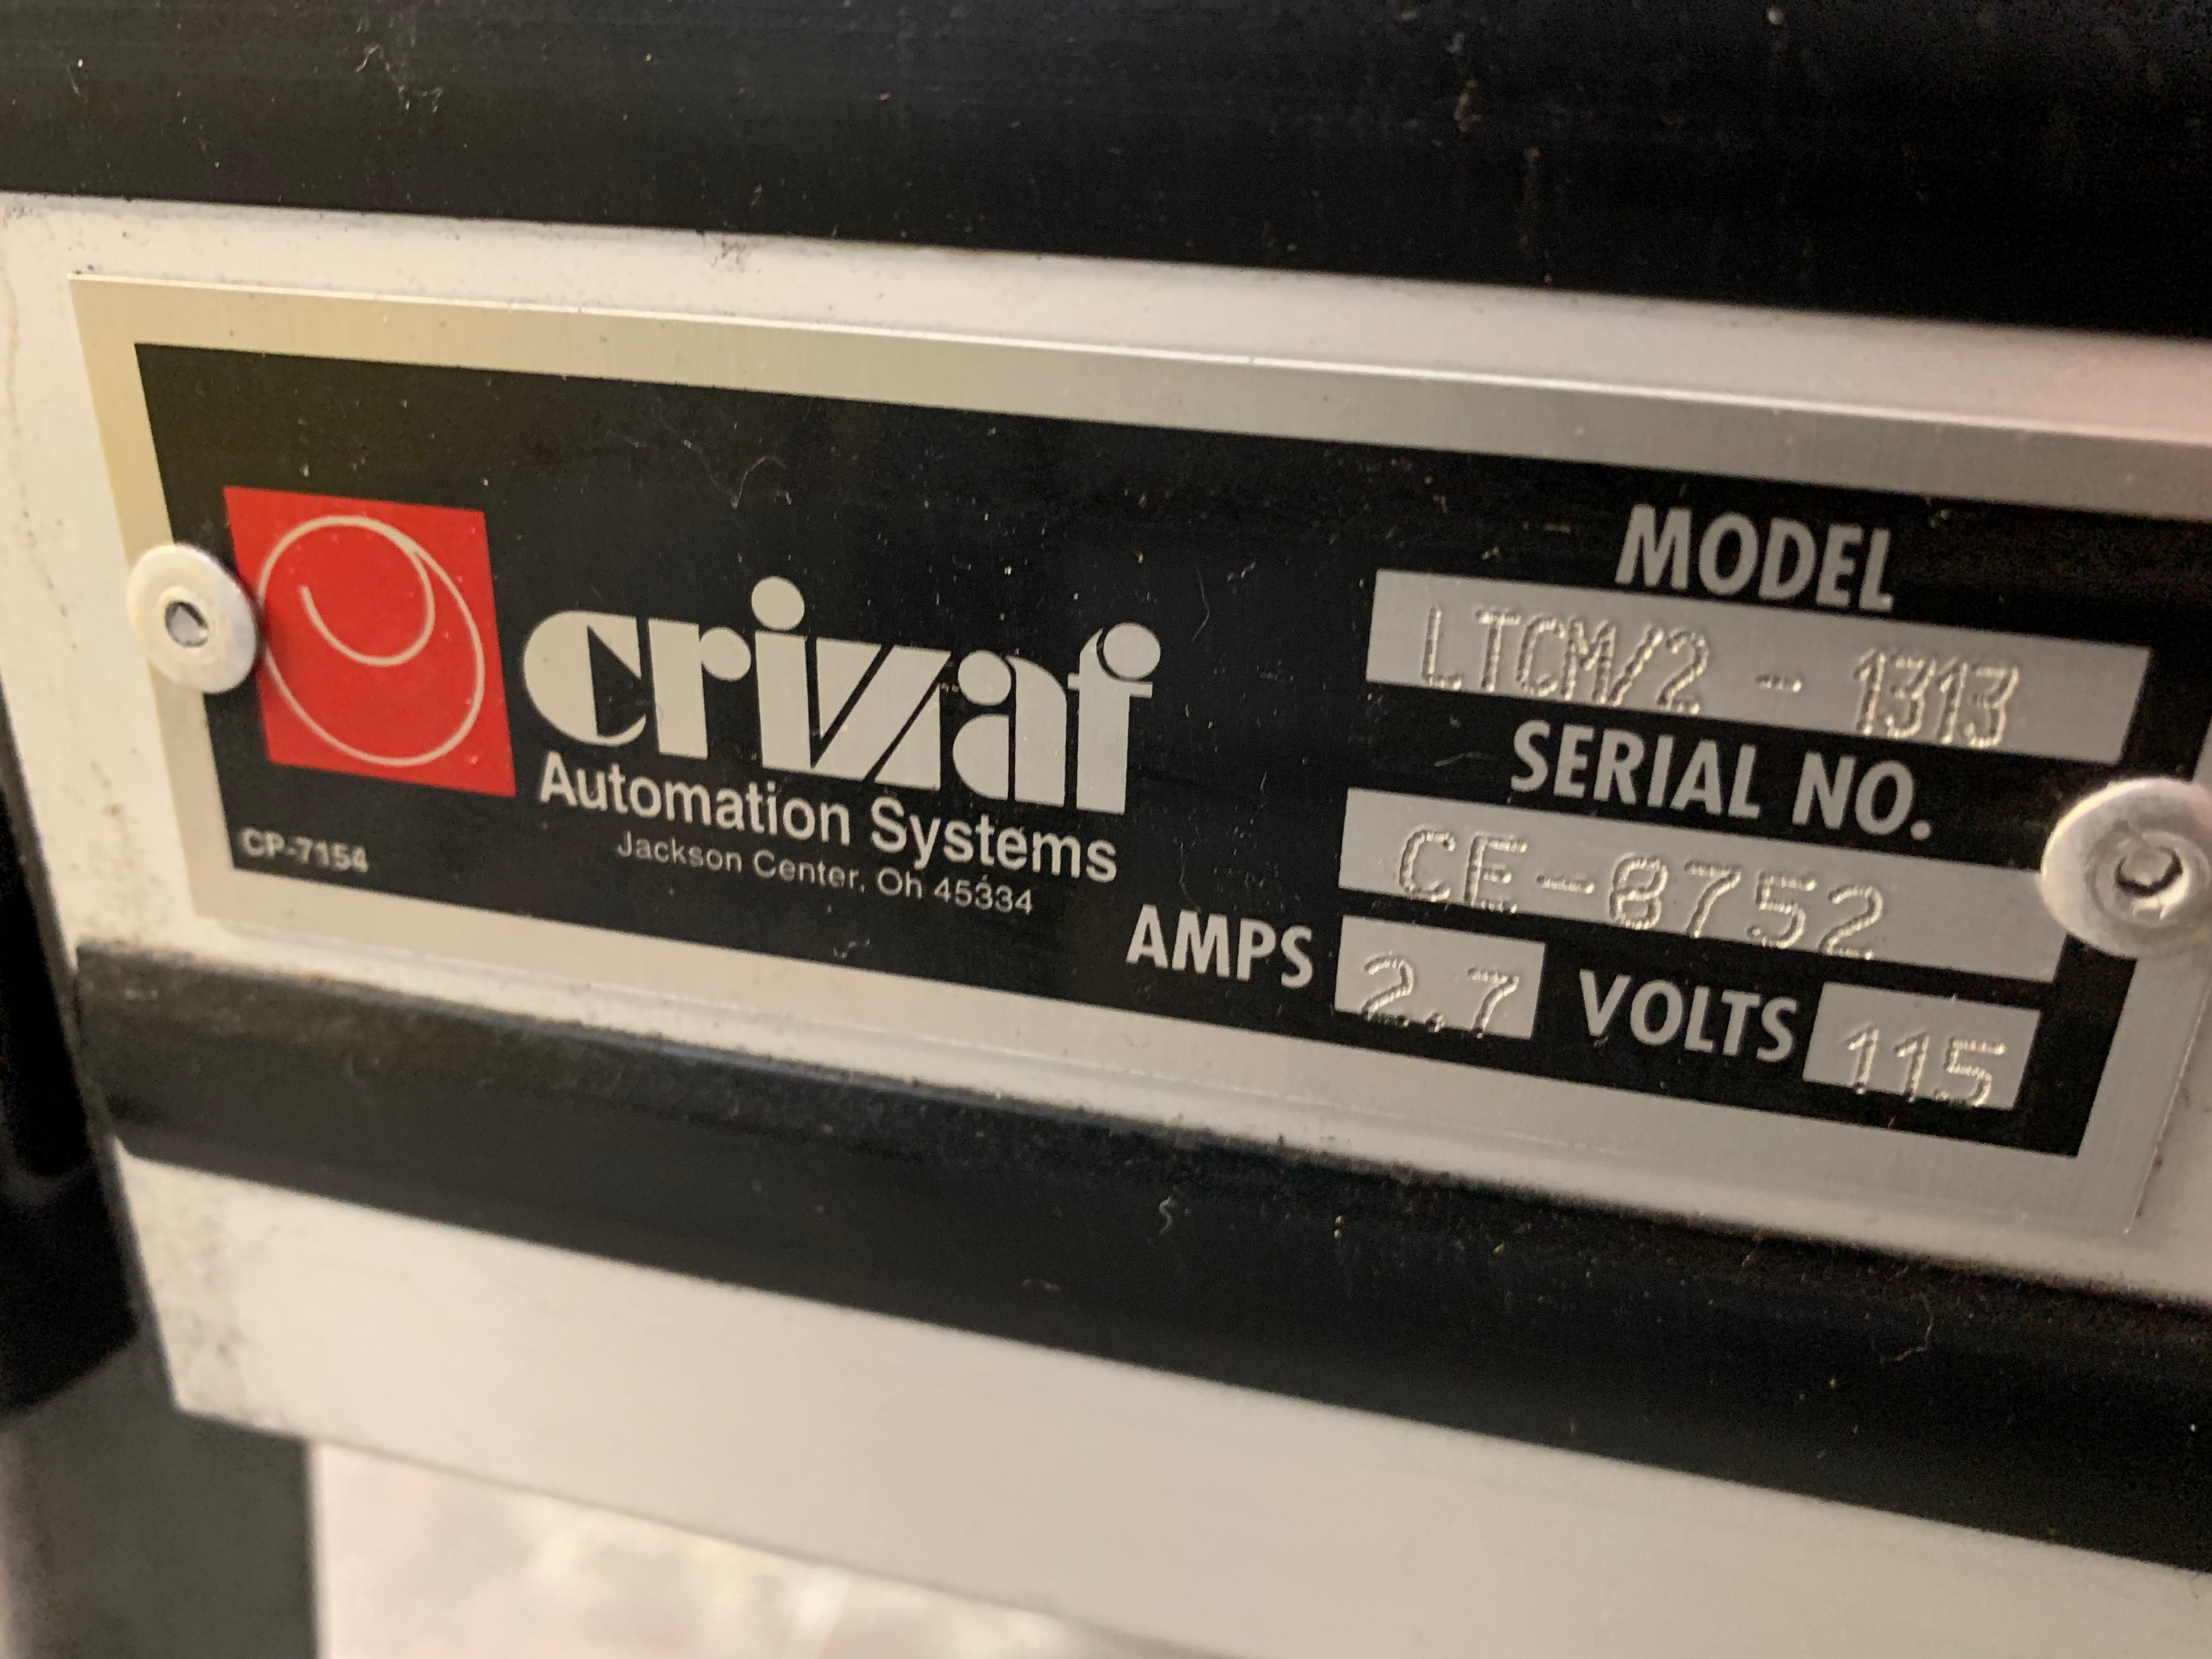 crizaf
Automation Systems
Jackson Center, Oh 45334
CP-7154
MODEL
LTCM/2 - 1313
SERIAL NO.
CE-8752
AMPS 2.7 VOLTS 115